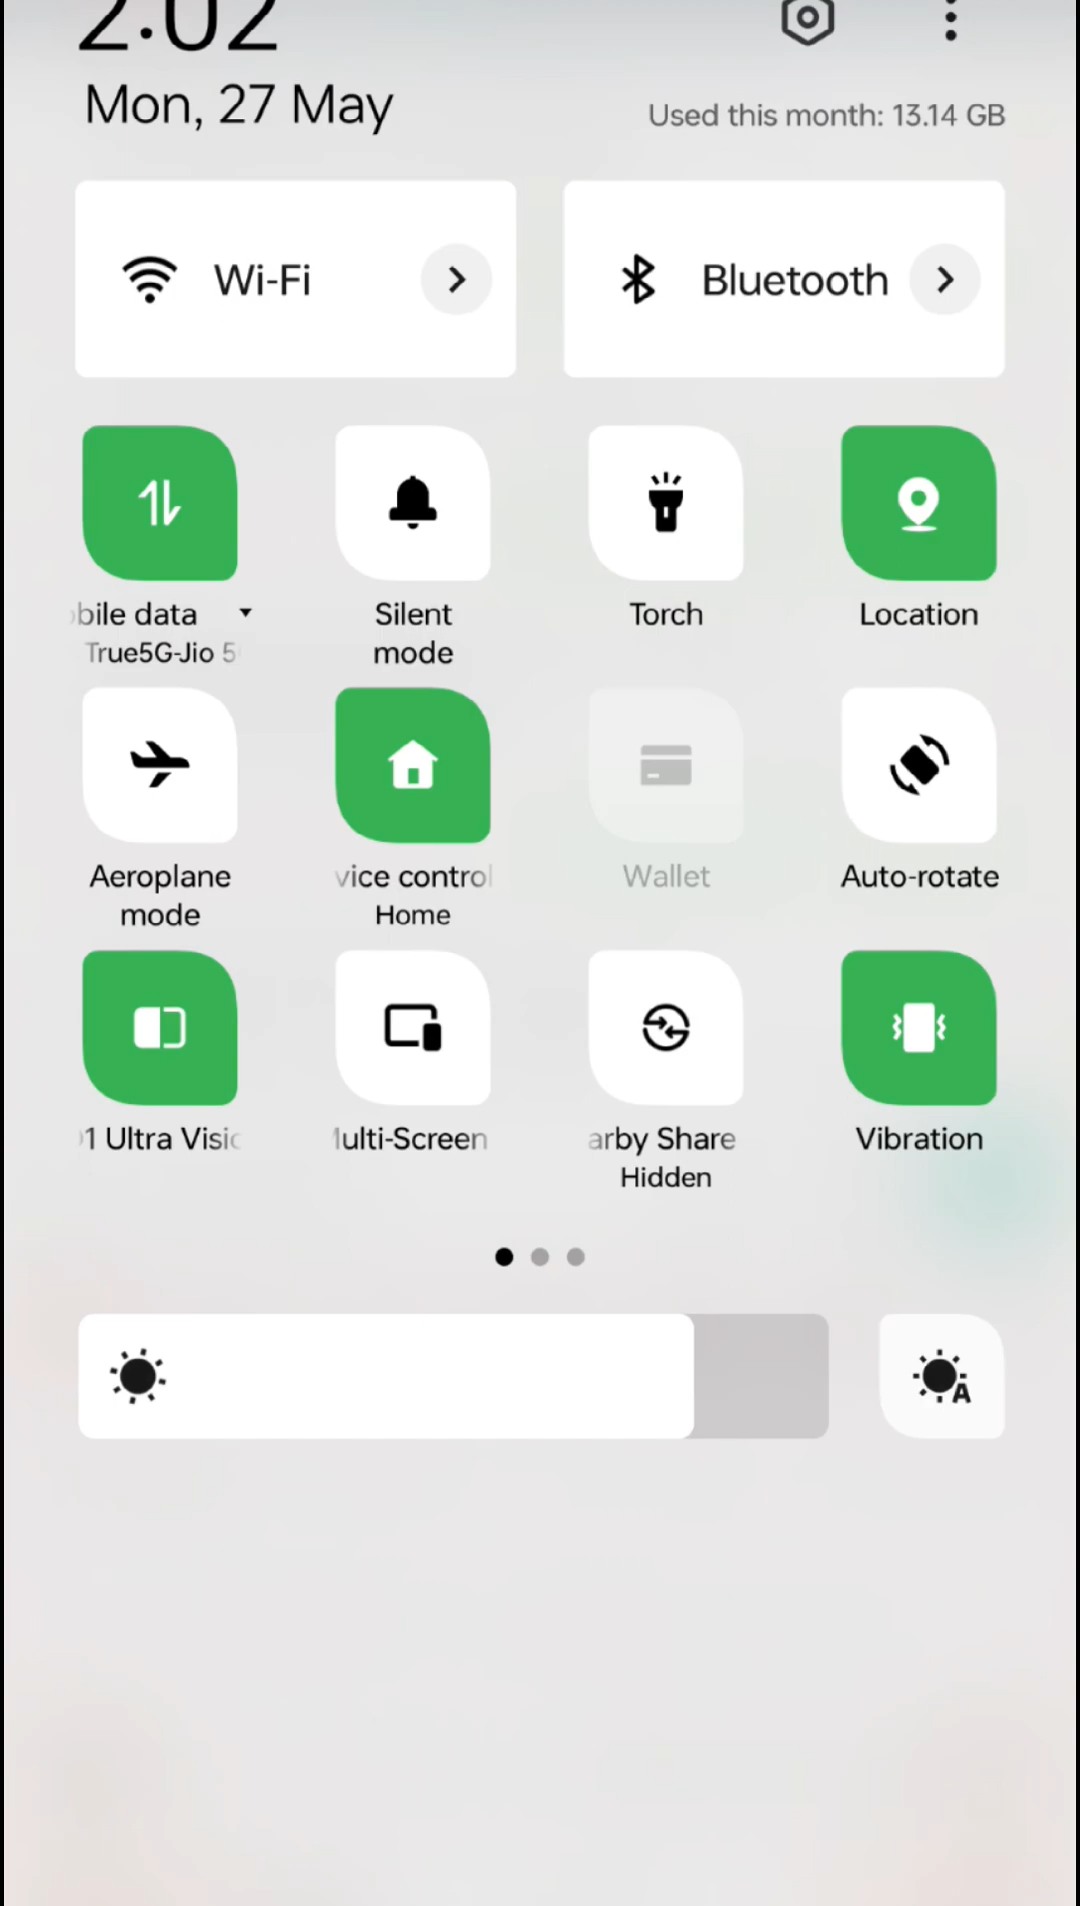 2:02
Mon, 27 May
Used this month: 13.14 GB
Wi-Fi
Bluetooth
bile data
True5G-Jio 5
Silent
mode
Torch
Location
Aeroplane
mode
vice control
Home
Wallet
Auto-rotate
1 Ultra Visic
ulti-Screen
arby Share
Hidden
Vibration
A